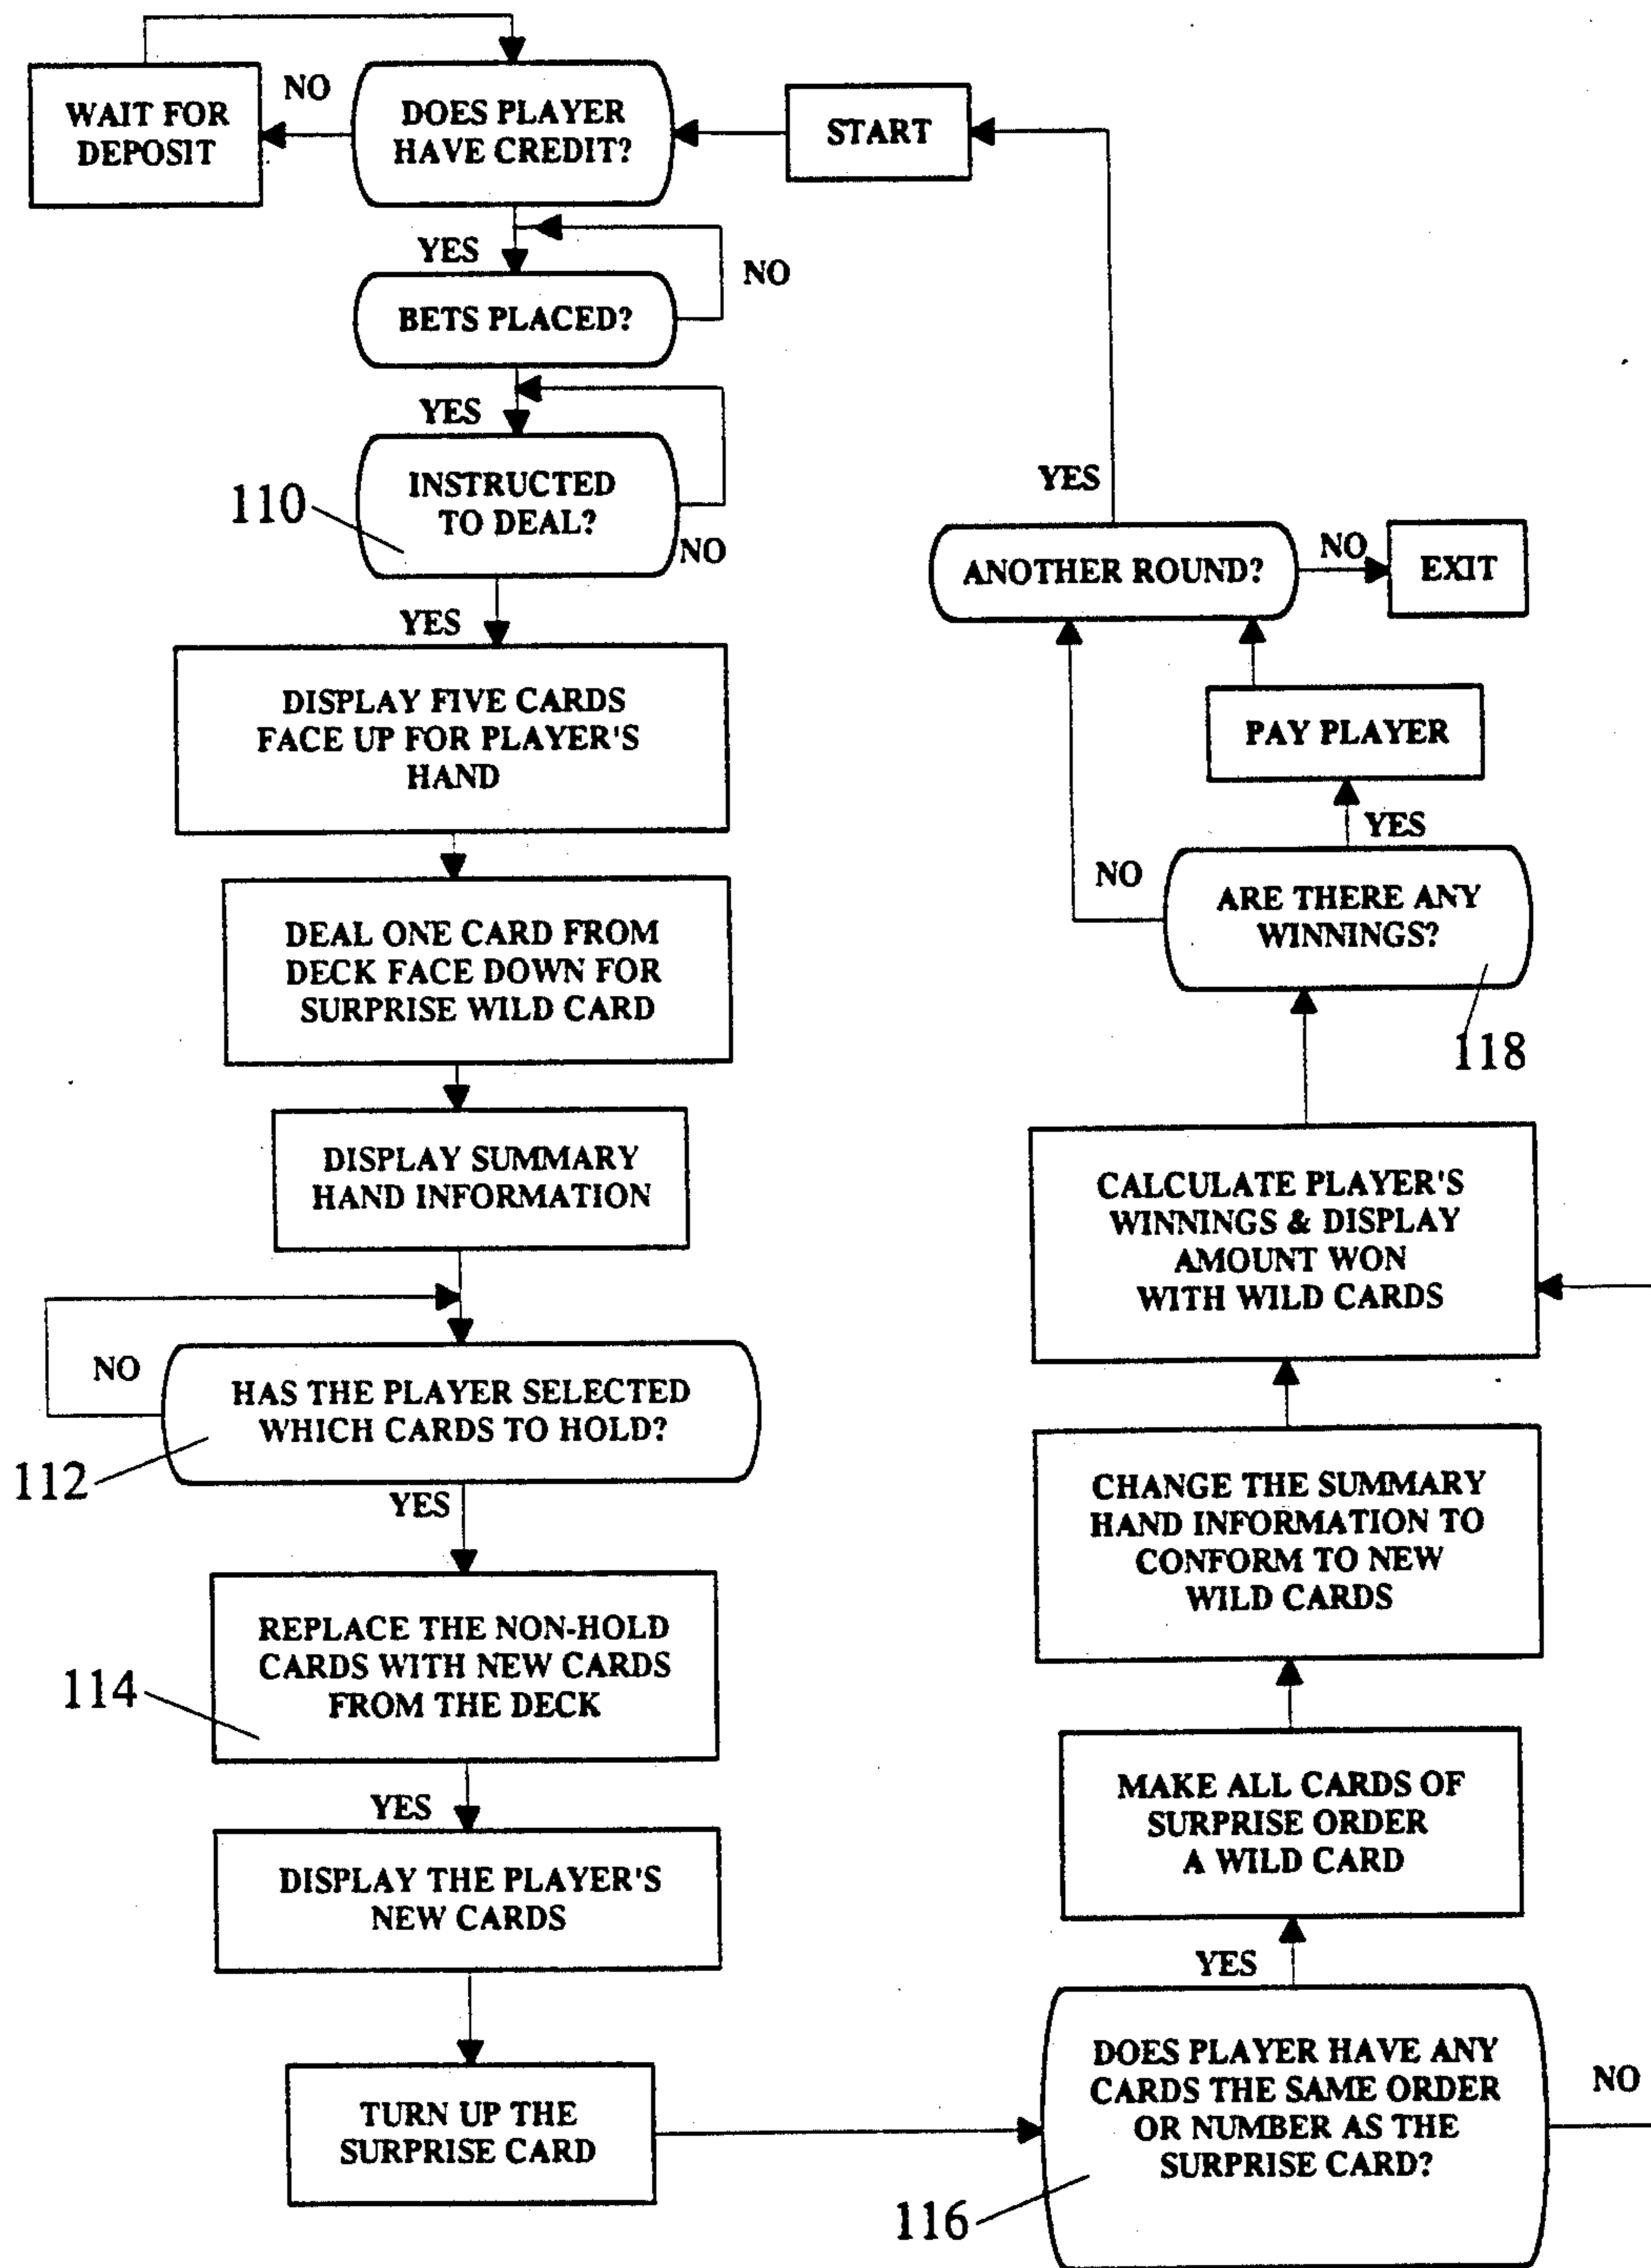 WAIT FOR
DEPOSIT
NO
DOES PLAYER
HAVE CREDIT?
START
YES
NO
BETS PLACED?
YES
110
INSTRUCTED
TO DEAL?
NO
YES
DISPLAY FIVE CARDS
FACE UP FOR PLAYER'S
HAND
DEAL ONE CARD FROM
DECK FACE DOWN FOR
SURPRISE WILD CARD
DISPLAY SUMMARY
HAND INFORMATION
NO
HAS THE PLAYER SELECTED
WHICH CARDS TO HOLD?
112
YES
REPLACE THE NON-HOLD
CARDS WITH NEW CARDS
FROM THE DECK
114
YES
DISPLAY THE PLAYER'S
NEW CARDS
TURN UP THE
SURPRISE CARD
DOES PLAYER HAVE ANY
CARDS THE SAME ORDER
OR NUMBER AS THE
SURPRISE CARD?
116
NO
YES
MAKE ALL CARDS OF
SURPRISE ORDER
A WILD CARD
CHANGE THE SUMMARY
HAND INFORMATION TO
CONFORM TO NEW
WILD CARDS
CALCULATE PLAYER'S
WINNINGS & DISPLAY
AMOUNT WON
WITH WILD CARDS
118
ARE THERE ANY
WINNINGS?
NO
YES
PAY PLAYER
ANOTHER ROUND?
NO
EXIT
YES